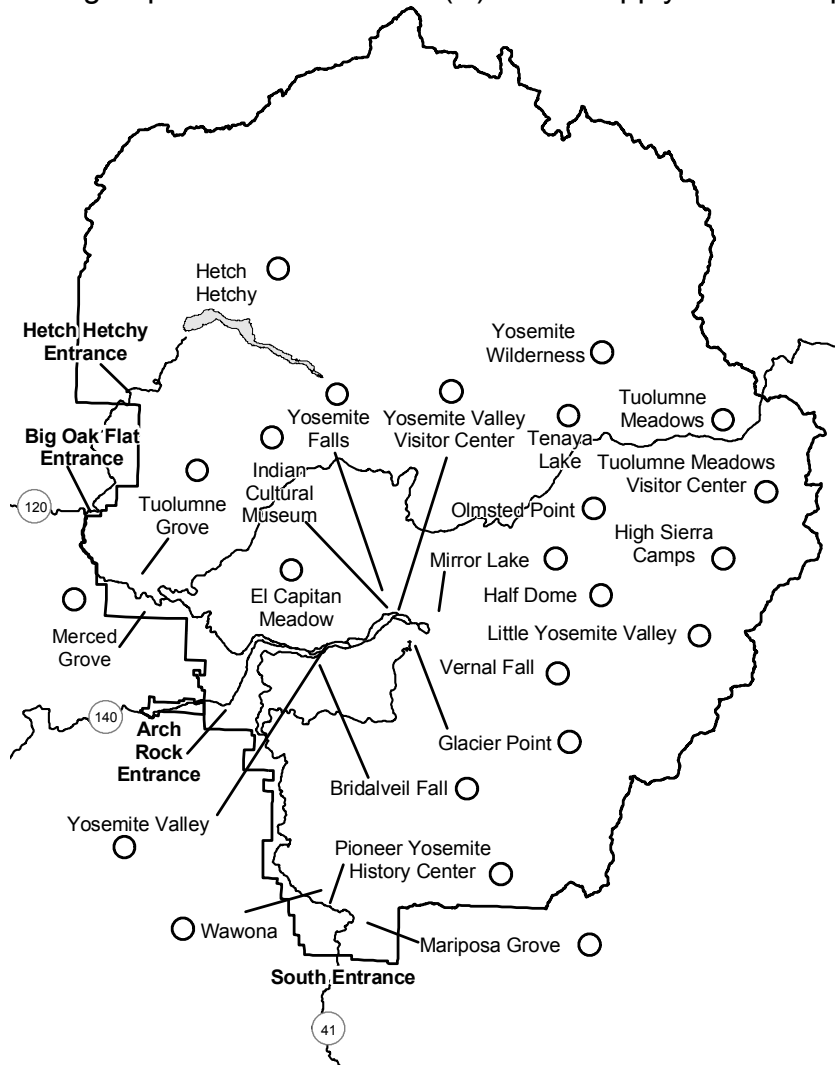 Hetch
Hetchy
Hetch Hetchy
Entrance
Yosemite
Wilderness
Tuolumne
Meadows
Yosemite
Falls
Yosemite Valley
Visitor Center
Tenaya
Lake
Big Oak Flat
Entrance
Indian
Cultural
Museum
Tuolumne Meadows
Visitor Center
Tuolumne
Grove
120
Olmsted Point
High Sierra
Camps
Mirror Lake
El Capitan
Meadow
Half Dome
Merced
Grove
Little Yosemite Valley
Vernal Fall
140
Arch
Rock
Entrance
Glacier Point
Bridalveil Fall
Yosemite Valley
Pioneer Yosemite
History Center
Wawona
Mariposa Grove
South Entrance
41